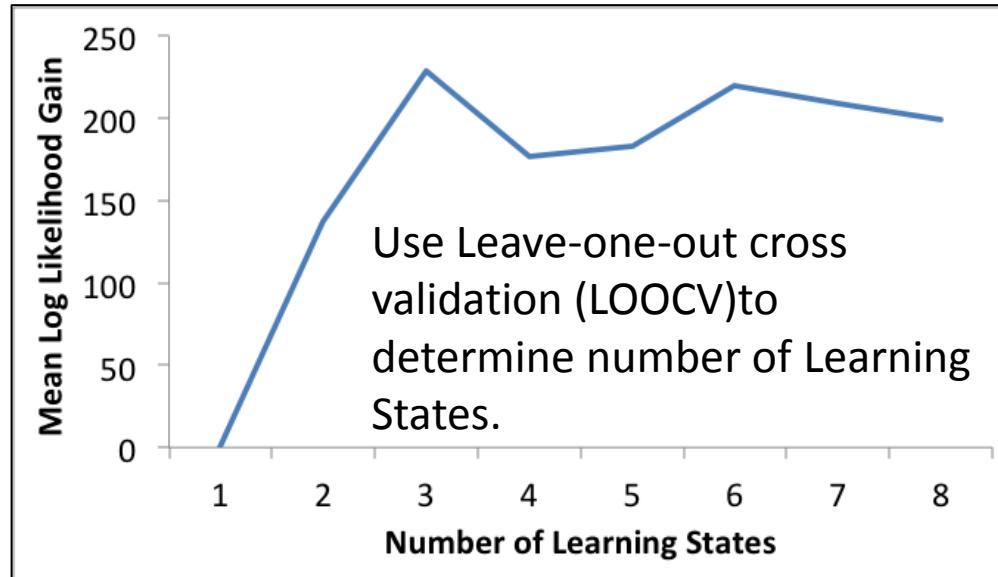 Mean Log Likelihood Gain
250
200
150
100
50
0
Use Leave-one-out cross
validation (LOOCV)to
determine number of Learning
States.
1 2 3 4 5 6 7 8
Number of Learning States